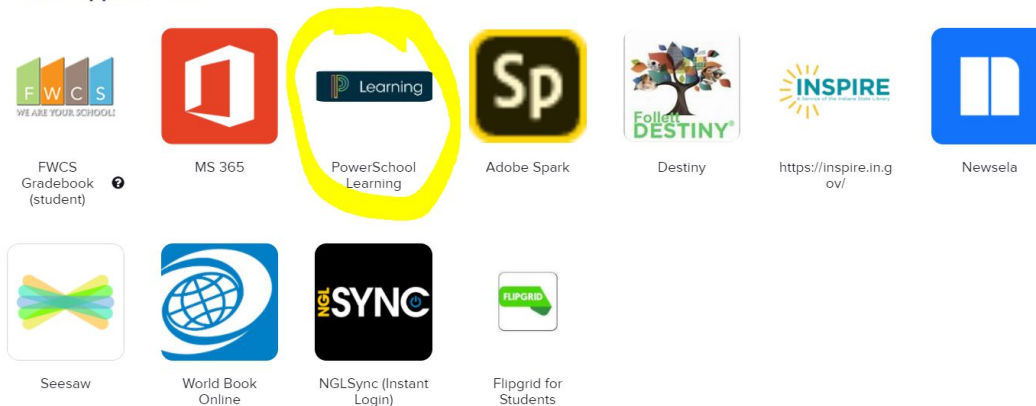 F W C S
WE ARE YOUR SCHOOLS
Learning
Sp
Follett
DESTINY®
INSPIRE
A Service of the Indiana State Library
FWCS
Gradebook
(student)
MS 365
PowerSchool
Learning
Adobe Spark
Destiny
https://inspire.in.g
ov/
Newsela
NGL
SYNC
FLIPGRID
Seesaw
World Book
Online
NGLSync (Instant
Login)
Flipgrid for
Students